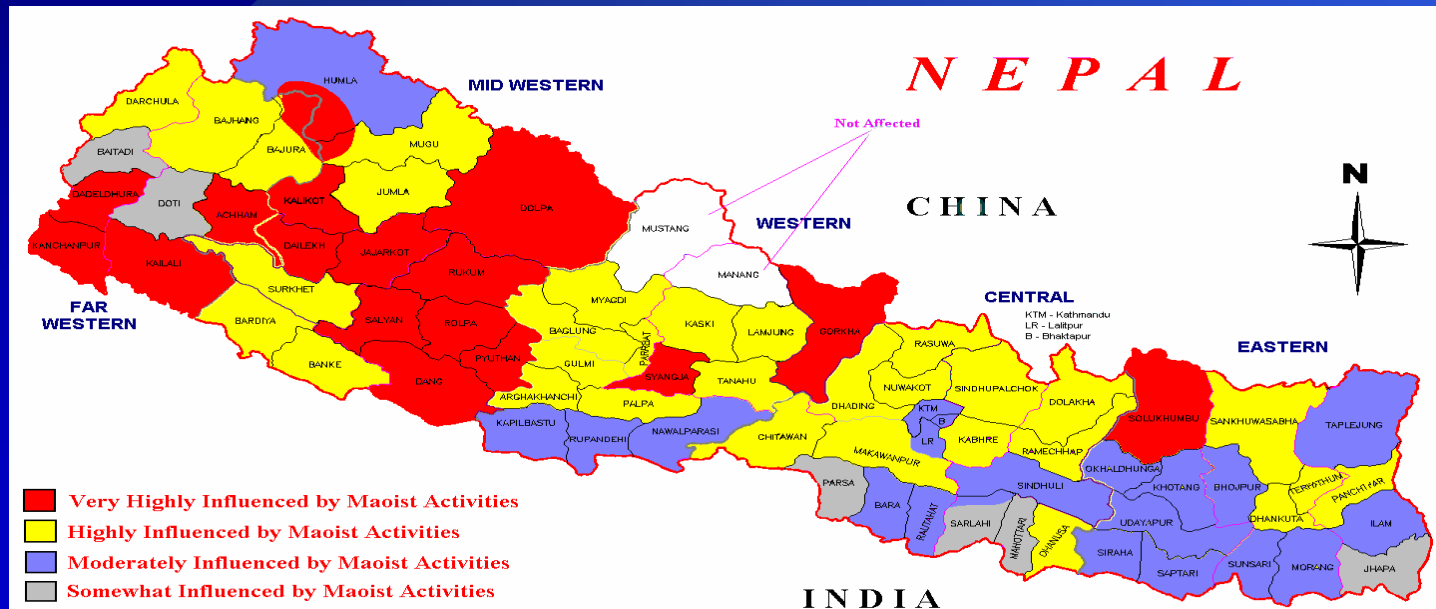 N E P A L
MID WESTERN
HUMLA
DARCHULA
BAJHANG
Not Affected
BAITADI
BAJURA
MUGU
N
DADELDHURA
DOTI
JUMLA
KALIKOT
DOLPA
CHINA
ACHHAM
WESTERN
MUSTANG
KANCHANPUR
DAILEKH
JAJARKOT
KAILALI
RUKUM
MANANG
SURKHET
FAR
WESTERN
MYAGDI
CENTRAL
KTM - Kathmandu
LR - Lalitpur
B - Bhaktapur
GORKHA
BARDIYA
SALYAN
ROLPA
BAGLUNG
KASKI
LAMJUNG
RASUWA
EASTERN
BANKE
PYUTHAN
GULMI
PARRBAT
SYANGJA
TANAHU
NUWAKOT
SINDHUPALCHOK
DOLAKHA
DANG
ARGHAKHANCHI
PALPA
DHADING
KTM
B
LR
KABHRE
RAMECHHAP
SOLUKHUMBU
SANKHUWASABHA
TAPLEJUNG
KAPILBASTU
RUPANDEHI
NAWALPARASI
CHITAWAN
MAKAWANPUR
OKHALDHUNGA
KHOTANG
BHOJPUR
TERYATHUN
PANCHTHAR
PARSA
BARA
RAUTAHAT
SINDHULI
SARLAHI
MAHOTTARI
DHANUSA
UDAYAPUR
DHANKUTA
ILAM
SIRAHA
SAPTARI
SUNSARI
MORANG
JHAPA
INDIA
Very Highly Influenced by Maoist Activities
Highly Influenced by Maoist Activities
Moderately Influenced by Maoist Activities
Somewhat Influenced by Maoist Activities